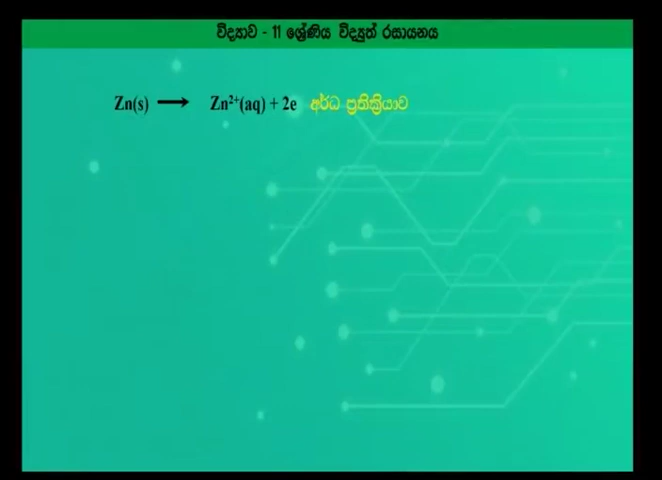 විද්‍යාව - 11 ශ්‍රේණිය විද්‍යුත් රසායනය
Zn(s) ⟶ Zn²⁺(aq) + 2e අර්ධ ප්‍රතික්‍රියාව